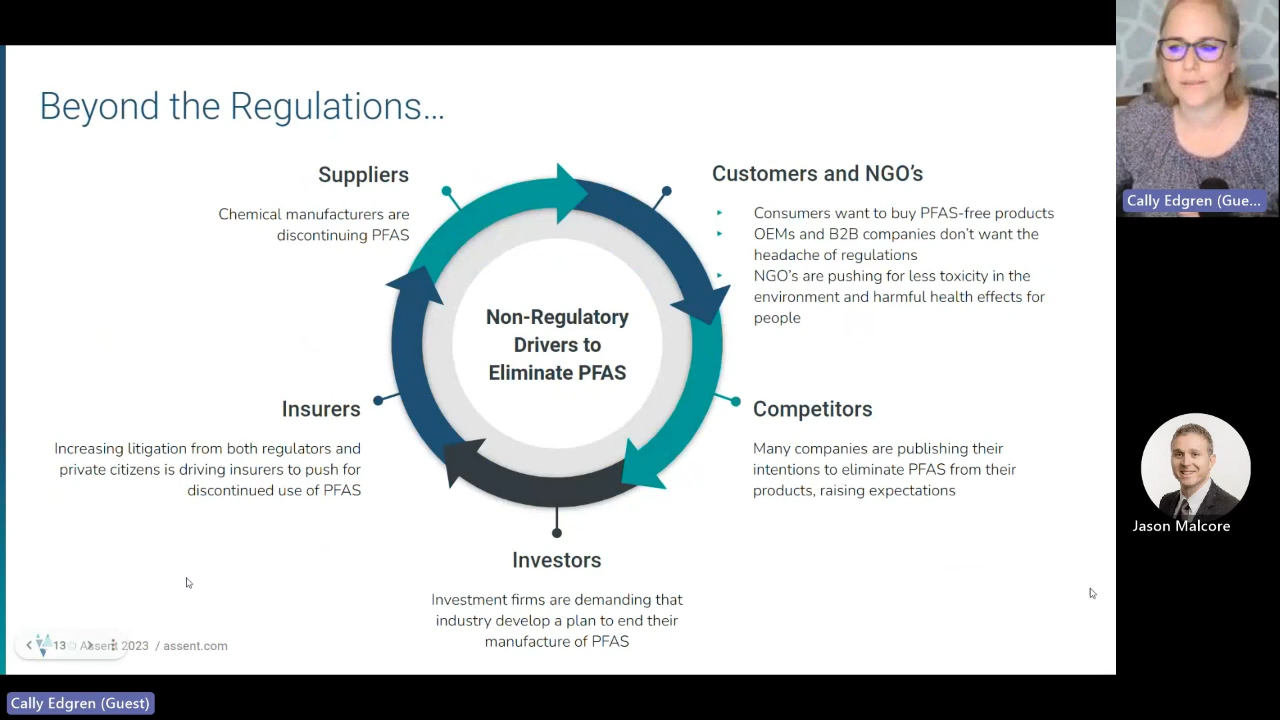 Beyond the Regulations...
Suppliers
Chemical manufacturers are
discontinuing PFAS
Customers and NGO's
Consumers want to buy PFAS-free products
OEMs and B2B companies don't want the
headache of regulations
NGO's are pushing for less toxicity in the
environment and harmful health effects for
people
Non-Regulatory
Drivers to
Eliminate PFAS
Insurers
Increasing litigation from both regulators and
private citizens is driving insurers to push for
discontinued use of PFAS
Competitors
Many companies are publishing their
intentions to eliminate PFAS from their
products, raising expectations
Investors
Investment firms are demanding that
industry develop a plan to end their
manufacture of PFAS
13 © Assent 2023 / assent.com
Cally Edgren (Gue...
Jason Malcore
Cally Edgren (Guest)